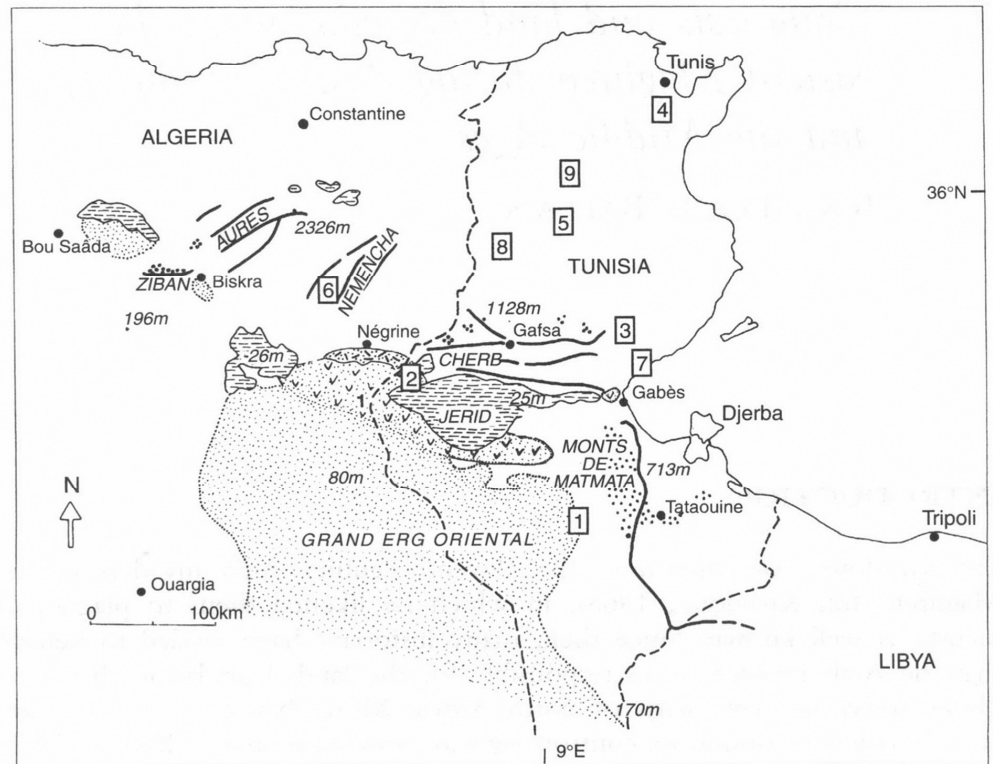 Tunis
4
Constantine
ALGERIA
9
36°N
AURES
2326m
5
Bou Saâda
8
NEMENCHA
TUNISIA
ZIBAN
Biskra
6
196m
1128m
3
Négrine
Gafsa
26m
CHERB
7
2
25m
Gabès
JERID
Djerba
MONTS
DE
MATMATA
713m
80m
N
1
Tataouine
Tripoli
GRAND ERG ORIENTAL
Ouargia
0 100km
LIBYA
170m
9°E